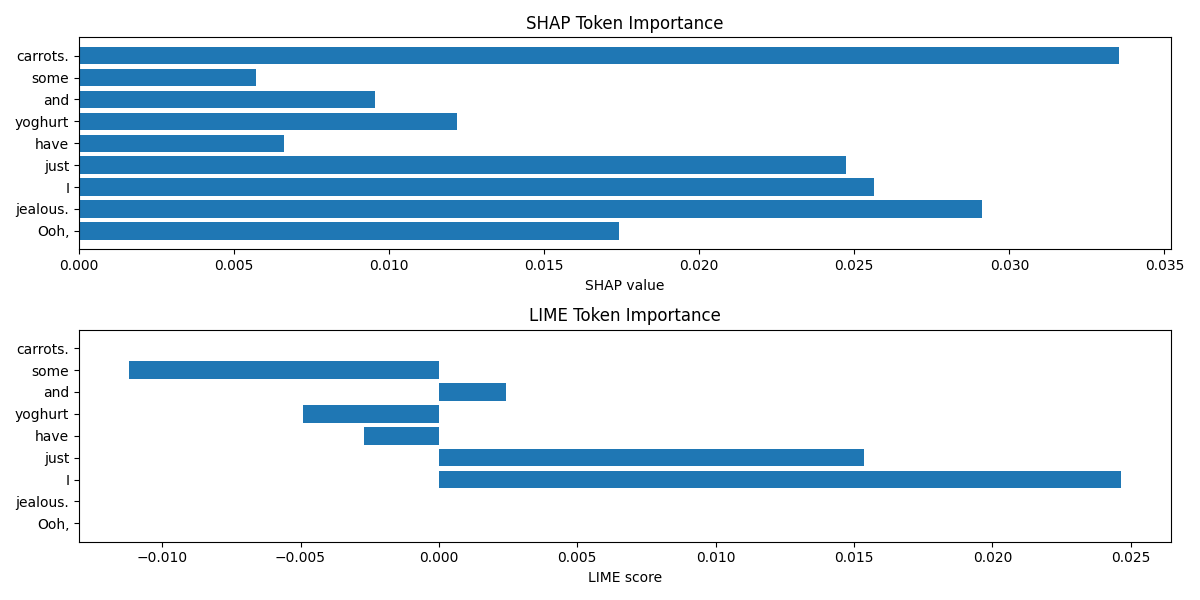 SHAP Token Importance
carrots.
some
and
yoghurt
have
just
I
jealous.
Ooh,
0.000 0.005 0.010 0.015 0.020 0.025 0.030 0.035
SHAP value
LIME Token Importance
carrots.
some
and
yoghurt
have
just
I
jealous.
Ooh,
−0.010 −0.005 0.000 0.005 0.010 0.015 0.020 0.025
LIME score